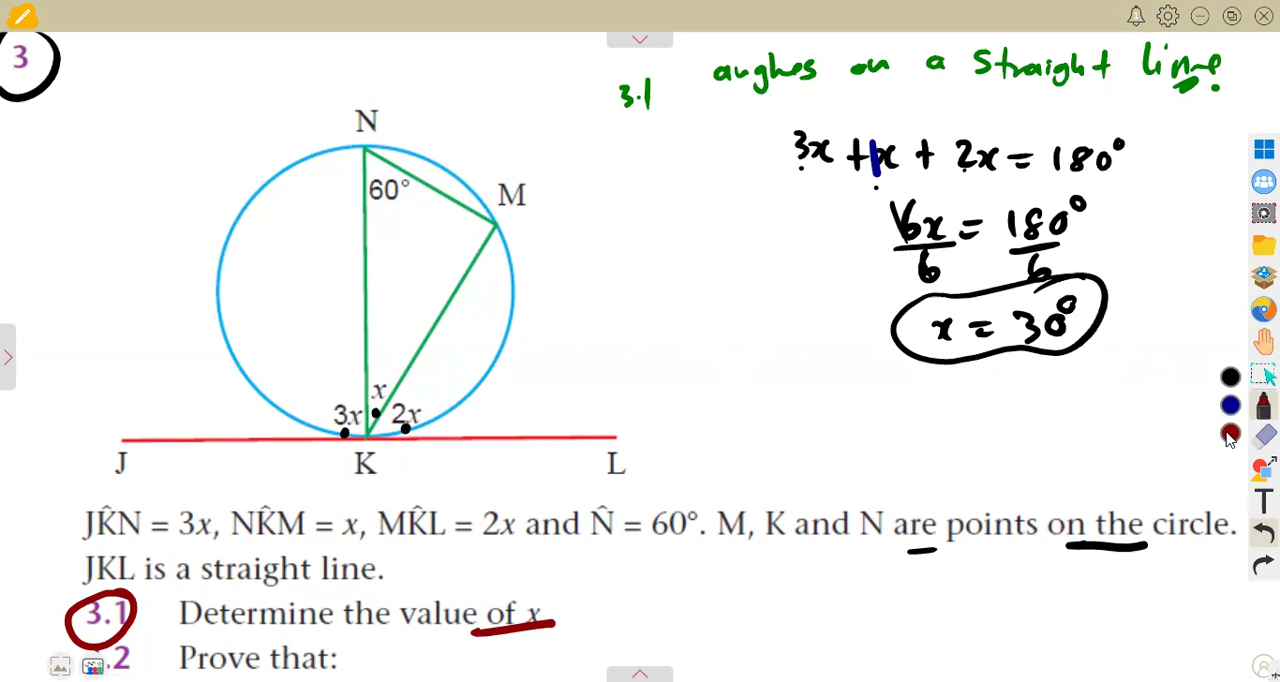 3
angles on a straight line.
3.1
3x + x + 2x = 180°
6x = 180°
6 6
x = 30°
N
60°
M
x
3x
2x
J
K
L
JK̂N = 3x, NK̂M = x, MK̂L = 2x and N̂ = 60°. M, K and N are points on the circle.
JKL is a straight line.
3.1 Determine the value of x
.2 Prove that:
T